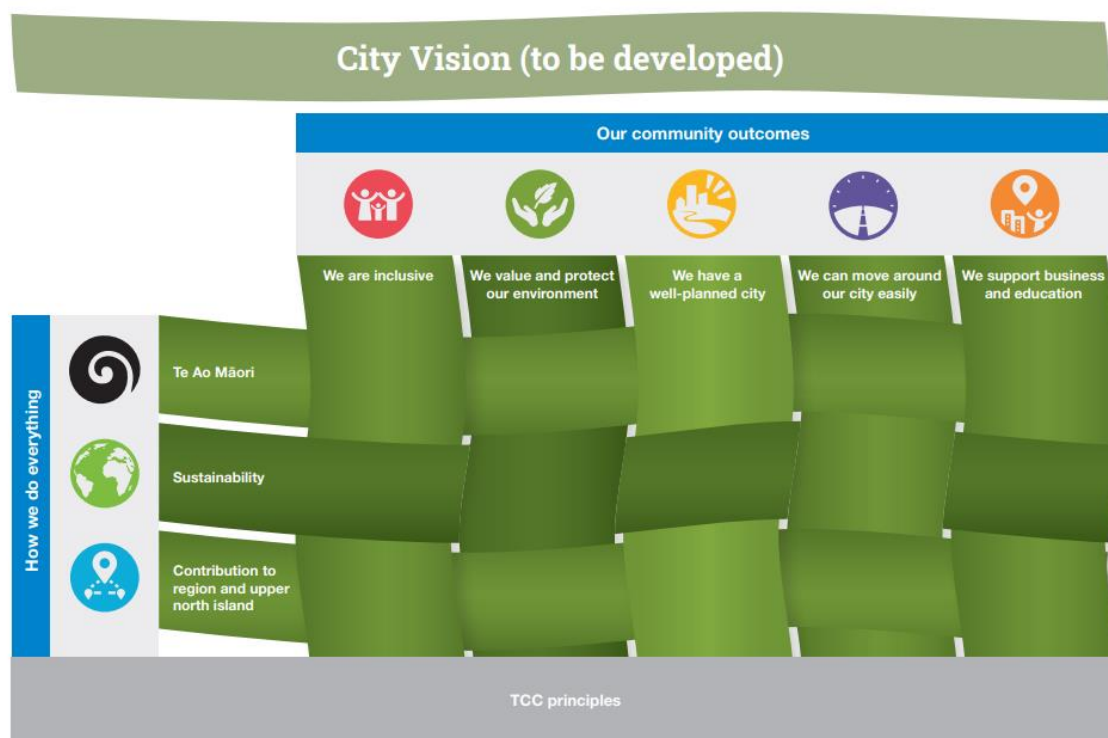 City Vision (to be developed)
Our community outcomes
We are inclusive
We value and protect
our environment
We have a
well-planned city
We can move around
our city easily
We support business
and education
How we do everything
Te Ao Māori
Sustainability
Contribution to
region and upper
north island
TCC principles